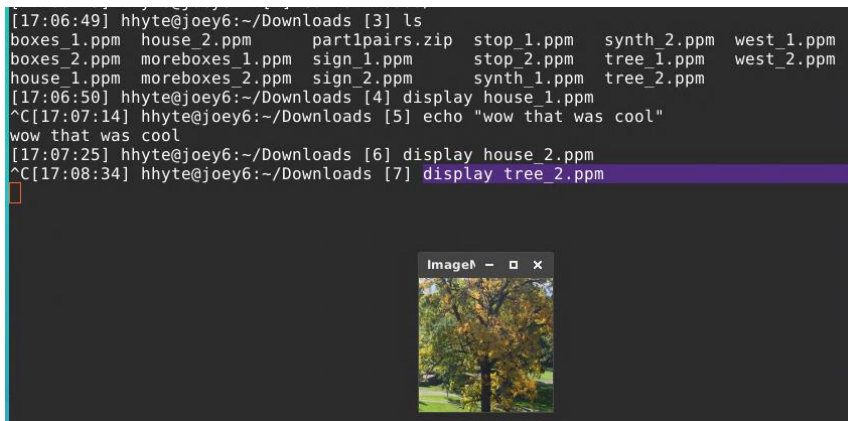 [17:06:49] hhyte@joey6:~/Downloads [3] ls
boxes_1.ppm house_2.ppm part1pairs.zip stop_1.ppm synth_2.ppm west_1.ppm
boxes_2.ppm moreboxes_1.ppm sign_1.ppm stop_2.ppm tree_1.ppm west_2.ppm
house_1.ppm moreboxes_2.ppm sign_2.ppm synth_1.ppm tree_2.ppm
[17:06:50] hhyte@joey6:~/Downloads [4] display house_1.ppm
^C[17:07:14] hhyte@joey6:~/Downloads [5] echo "wow that was cool"
wow that was cool
[17:07:25] hhyte@joey6:~/Downloads [6] display house_2.ppm
^C[17:08:34] hhyte@joey6:~/Downloads [7] display tree_2.ppm
Image